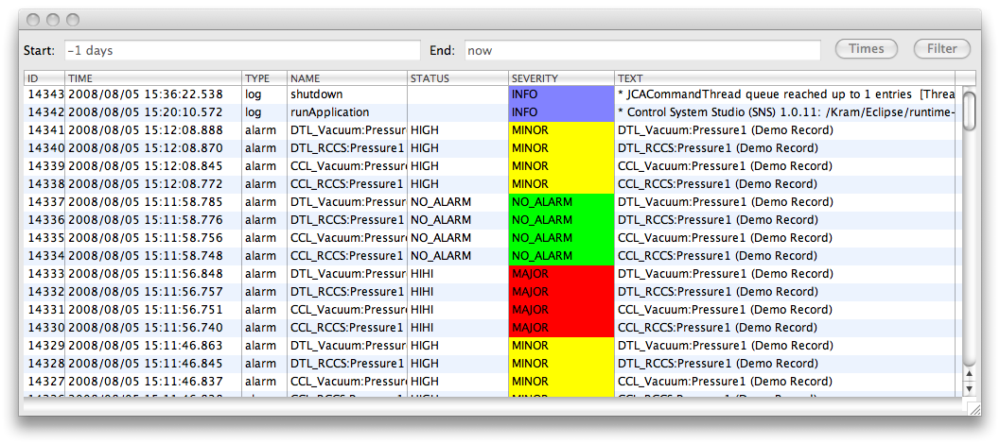 Start: -1 days End: now Times Filter
ID TIME TYPE NAME STATUS SEVERITY TEXT
14343 2008/08/05 15:36:22.538 log shutdown INFO * JCACommandThread queue reached up to 1 entries [Threa
14342 2008/08/05 15:20:10.572 log runApplication INFO * Control System Studio (SNS) 1.0.11: /Kram/Eclipse/runtime-
14341 2008/08/05 15:12:08.888 alarm DTL_Vacuum:Pressur HIGH MINOR DTL_Vacuum:Pressure1 (Demo Record)
14340 2008/08/05 15:12:08.870 alarm DTL_RCCS:Pressure1 HIGH MINOR DTL_RCCS:Pressure1 (Demo Record)
14339 2008/08/05 15:12:08.845 alarm CCL_Vacuum:Pressur HIGH MINOR CCL_Vacuum:Pressure1 (Demo Record)
14338 2008/08/05 15:12:08.772 alarm CCL_RCCS:Pressure1 HIGH MINOR CCL_RCCS:Pressure1 (Demo Record)
14337 2008/08/05 15:11:58.785 alarm DTL_Vacuum:Pressur NO_ALARM NO_ALARM DTL_Vacuum:Pressure1 (Demo Record)
14336 2008/08/05 15:11:58.776 alarm DTL_RCCS:Pressure1 NO_ALARM NO_ALARM DTL_RCCS:Pressure1 (Demo Record)
14335 2008/08/05 15:11:58.756 alarm CCL_Vacuum:Pressur NO_ALARM NO_ALARM CCL_Vacuum:Pressure1 (Demo Record)
14334 2008/08/05 15:11:58.748 alarm CCL_RCCS:Pressure1 NO_ALARM NO_ALARM CCL_RCCS:Pressure1 (Demo Record)
14333 2008/08/05 15:11:56.848 alarm DTL_Vacuum:Pressur HIHI MAJOR DTL_Vacuum:Pressure1 (Demo Record)
14332 2008/08/05 15:11:56.757 alarm DTL_RCCS:Pressure1 HIHI MAJOR DTL_RCCS:Pressure1 (Demo Record)
14331 2008/08/05 15:11:56.751 alarm CCL_Vacuum:Pressur HIHI MAJOR CCL_Vacuum:Pressure1 (Demo Record)
14330 2008/08/05 15:11:56.740 alarm CCL_RCCS:Pressure1 HIHI MAJOR CCL_RCCS:Pressure1 (Demo Record)
14329 2008/08/05 15:11:46.863 alarm DTL_Vacuum:Pressur HIGH MINOR DTL_Vacuum:Pressure1 (Demo Record)
14328 2008/08/05 15:11:46.845 alarm DTL_RCCS:Pressure1 HIGH MINOR DTL_RCCS:Pressure1 (Demo Record)
14327 2008/08/05 15:11:46.837 alarm CCL_Vacuum:Pressur HIGH MINOR CCL_Vacuum:Pressure1 (Demo Record)